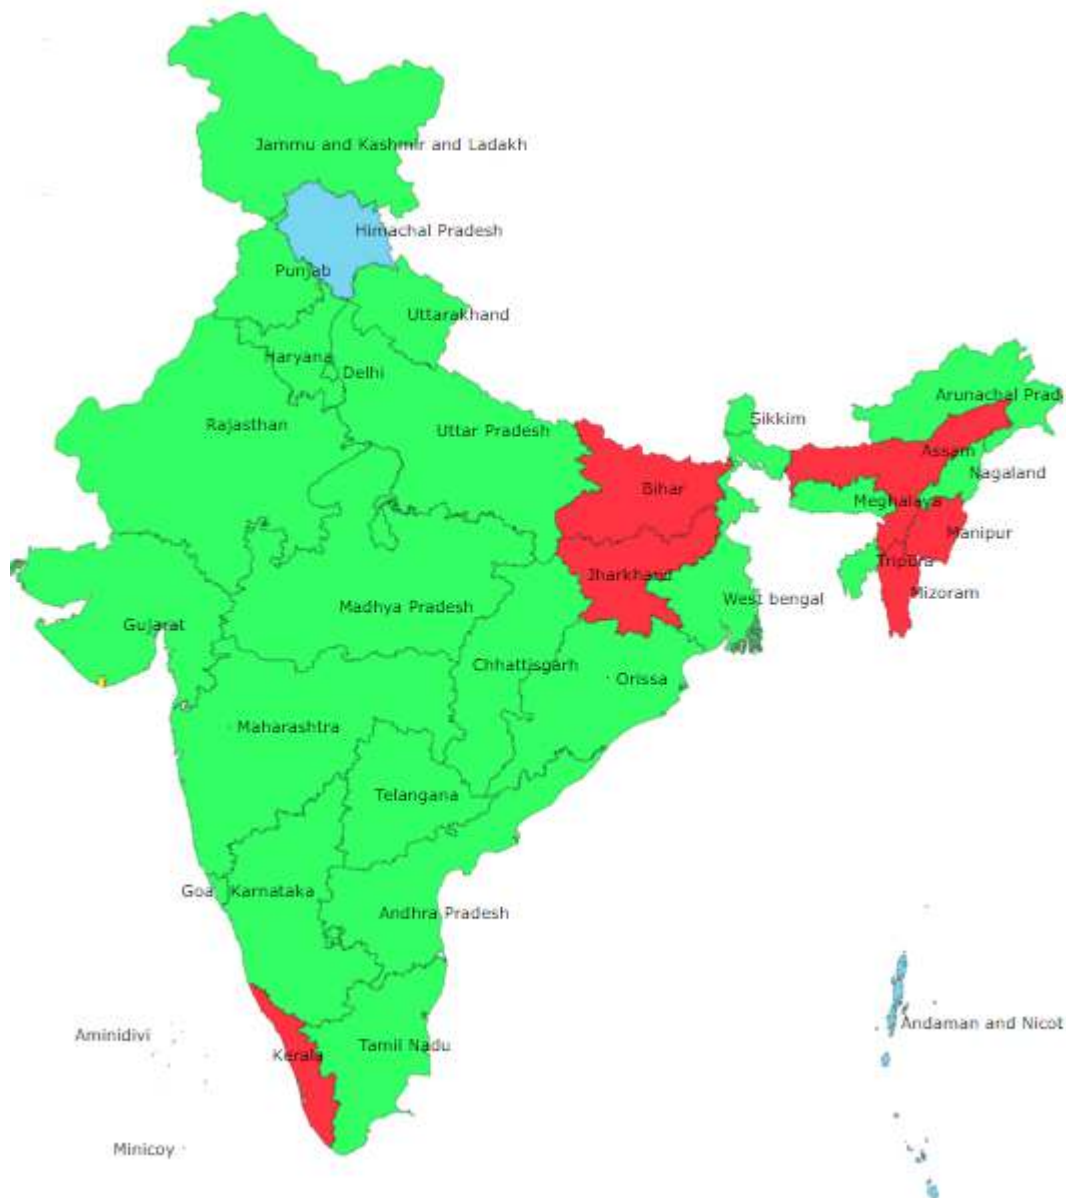 Jammu and Kashmir and Ladakh
Himachal Pradesh
Punjab
Uttarakhand
Haryana
Delhi
Arunachal Prad
Rajasthan
Uttar Pradesh
Sikkim
Assam
Nagaland
Bihar
Meghalaya
Manipur
Tripura
Jharkhand
Mizoram
West bengal
Madhya Pradesh
Gujarat
Chhattisgarh
Orissa
Maharashtra
Telangana
Goa
Karnataka
Andhra Pradesh
Andaman and Nicob
Aminidivi
Kerala
Tamil Nadu
Minicoy